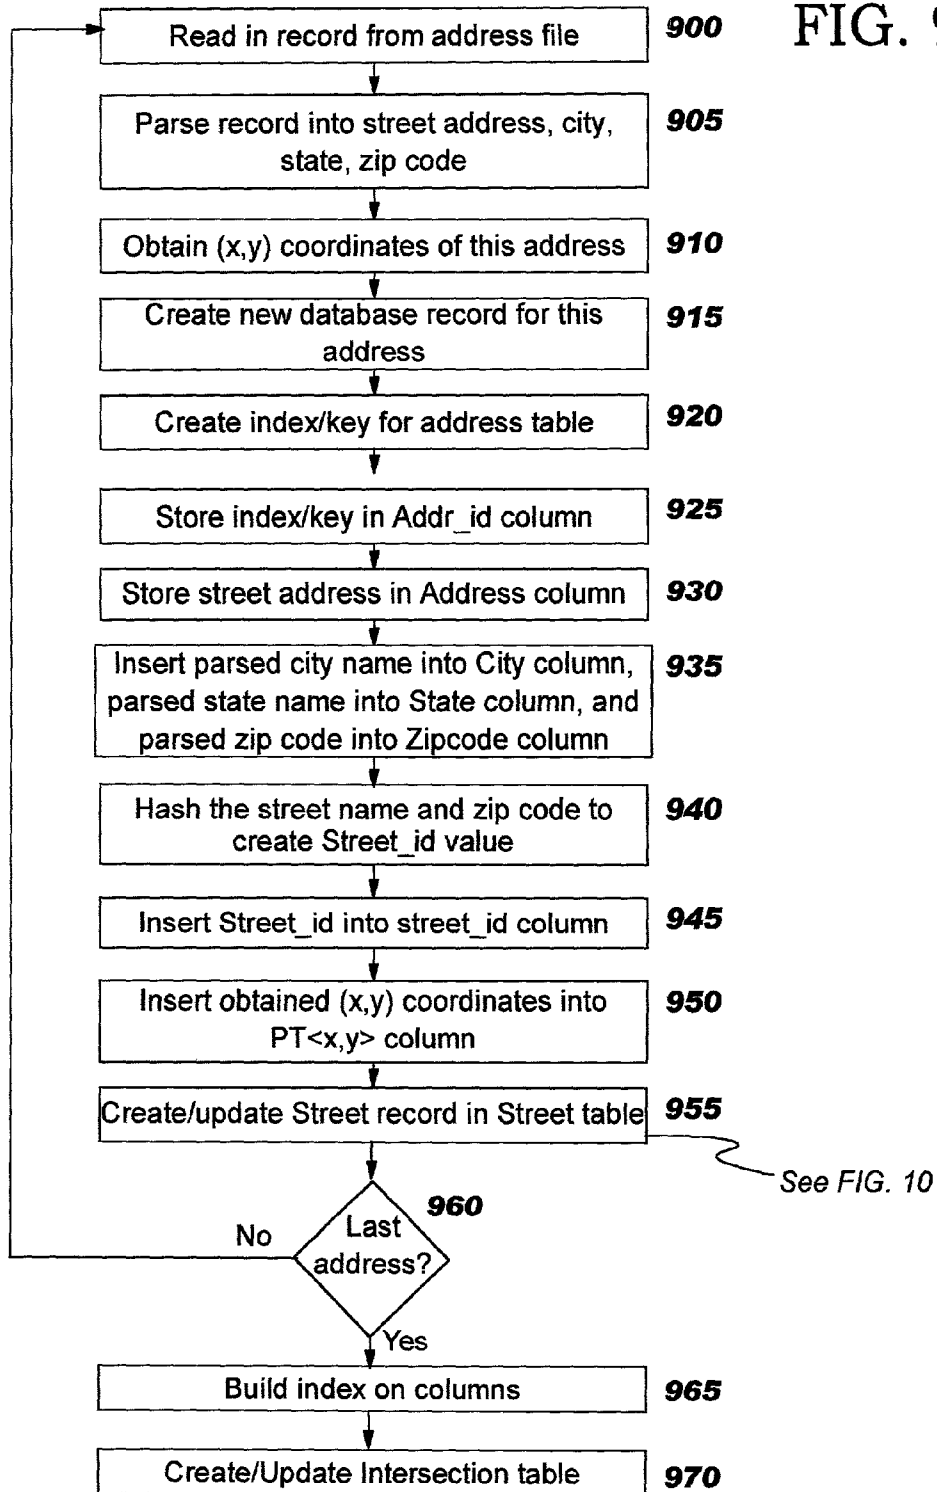 FIG. 9
Read in record from address file 900
Parse record into street address, city, 905
state, zip code
Obtain (x,y) coordinates of this address 910
Create new database record for this 915
address
Create index/key for address table 920
Store index/key in Addr_id column 925
Store street address in Address column 930
Insert parsed city name into City column, 935
parsed state name into State column, and
parsed zip code into Zipcode column
Hash the street name and zip code to 940
create Street_id value
Insert Street_id into street_id column 945
Insert obtained (x,y) coordinates into 950
PT<x,y> column
Create/update Street record in Street table 955
See FIG. 10
960
Last
address?
No
Yes
Build index on columns 965
Create/Update Intersection table 970